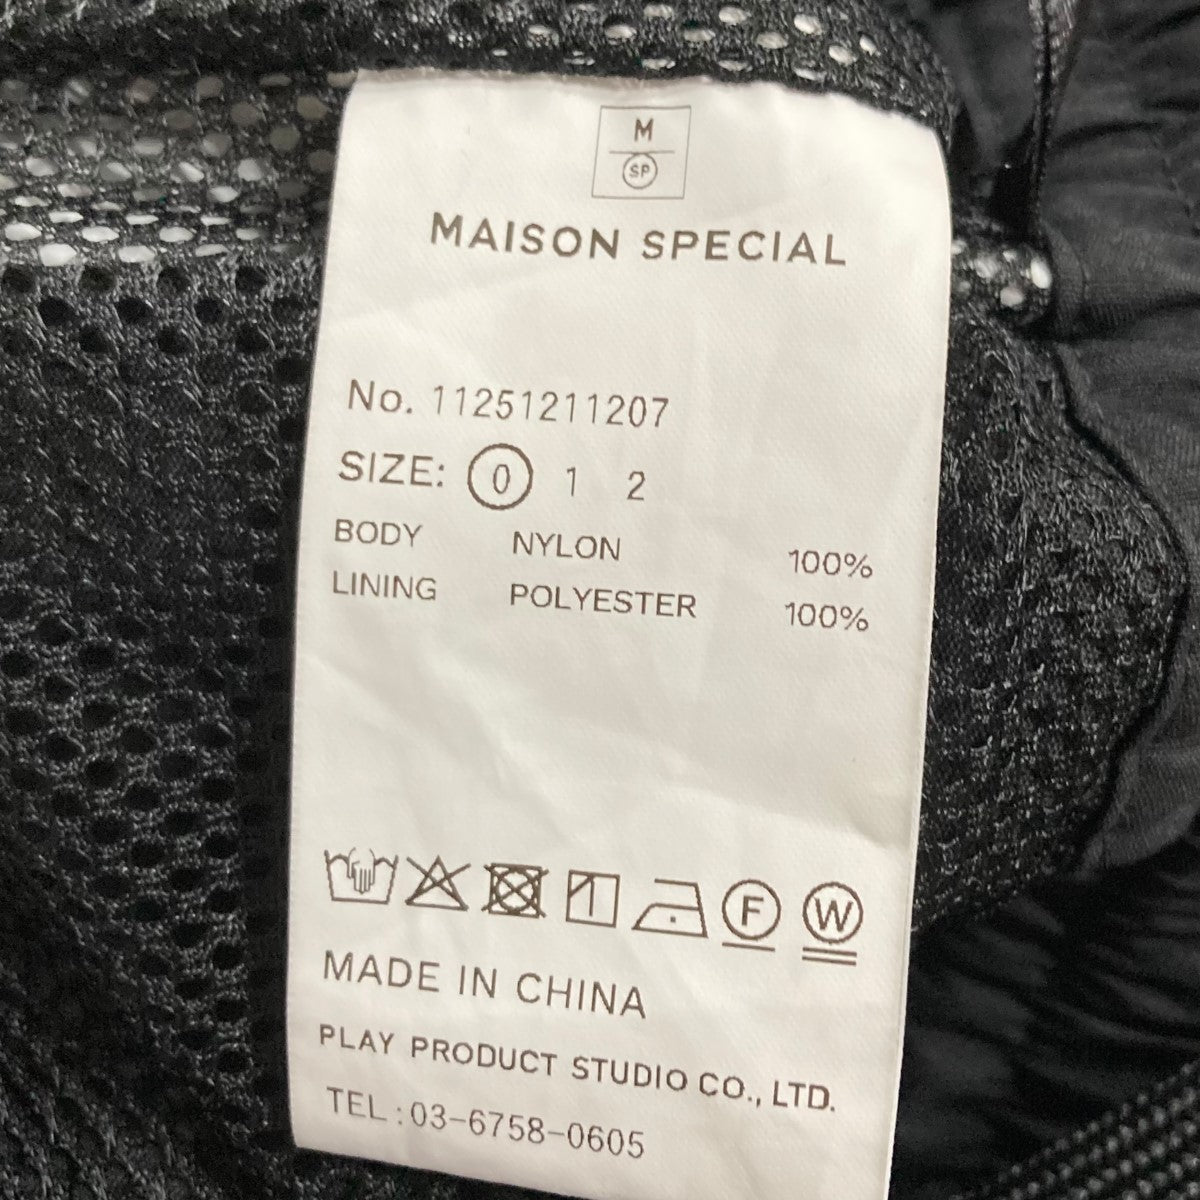 M
SP
MAISON SPECIAL
No. 11251211207
SIZE: 0 1 2
BODY NYLON 100%
LINING POLYESTER 100%
F W
MADE IN CHINA
PLAY PRODUCT STUDIO CO., LTD.
TEL:03-6758-0605